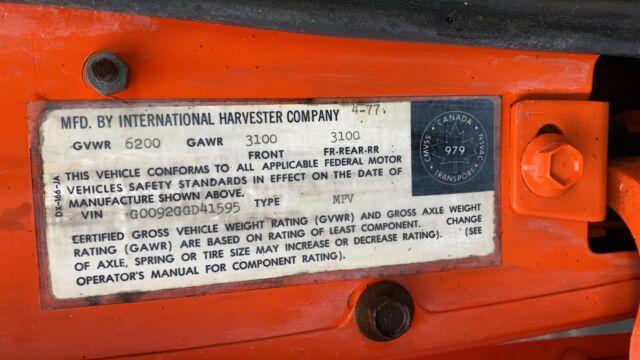 MFD. BY INTERNATIONAL HARVESTER COMPANY 4-77
GVWR 6200 GAWR 3100 3100
FRONT FR-REAR-RR
THIS VEHICLE CONFORMS TO ALL APPLICABLE FEDERAL MOTOR
VEHICLES SAFETY STANDARDS IN EFFECT ON THE DATE OF
MANUFACTURE SHOWN ABOVE.
VIN G0092GGD41595 TYPE MPV
CERTIFIED GROSS VEHICLE WEIGHT RATING (GVWR) AND GROSS AXLE WEIGHT
RATING (GAWR) ARE BASED ON RATING OF LEAST COMPONENT. CHANGE
OF AXLE, SPRING OR TIRE SIZE MAY INCREASE OR DECREASE RATING). (SEE
OPERATOR'S MANUAL FOR COMPONENT RATING).
DX-166-1A
CANADA
CMVSS 979 NSVAC
TRANSPORT